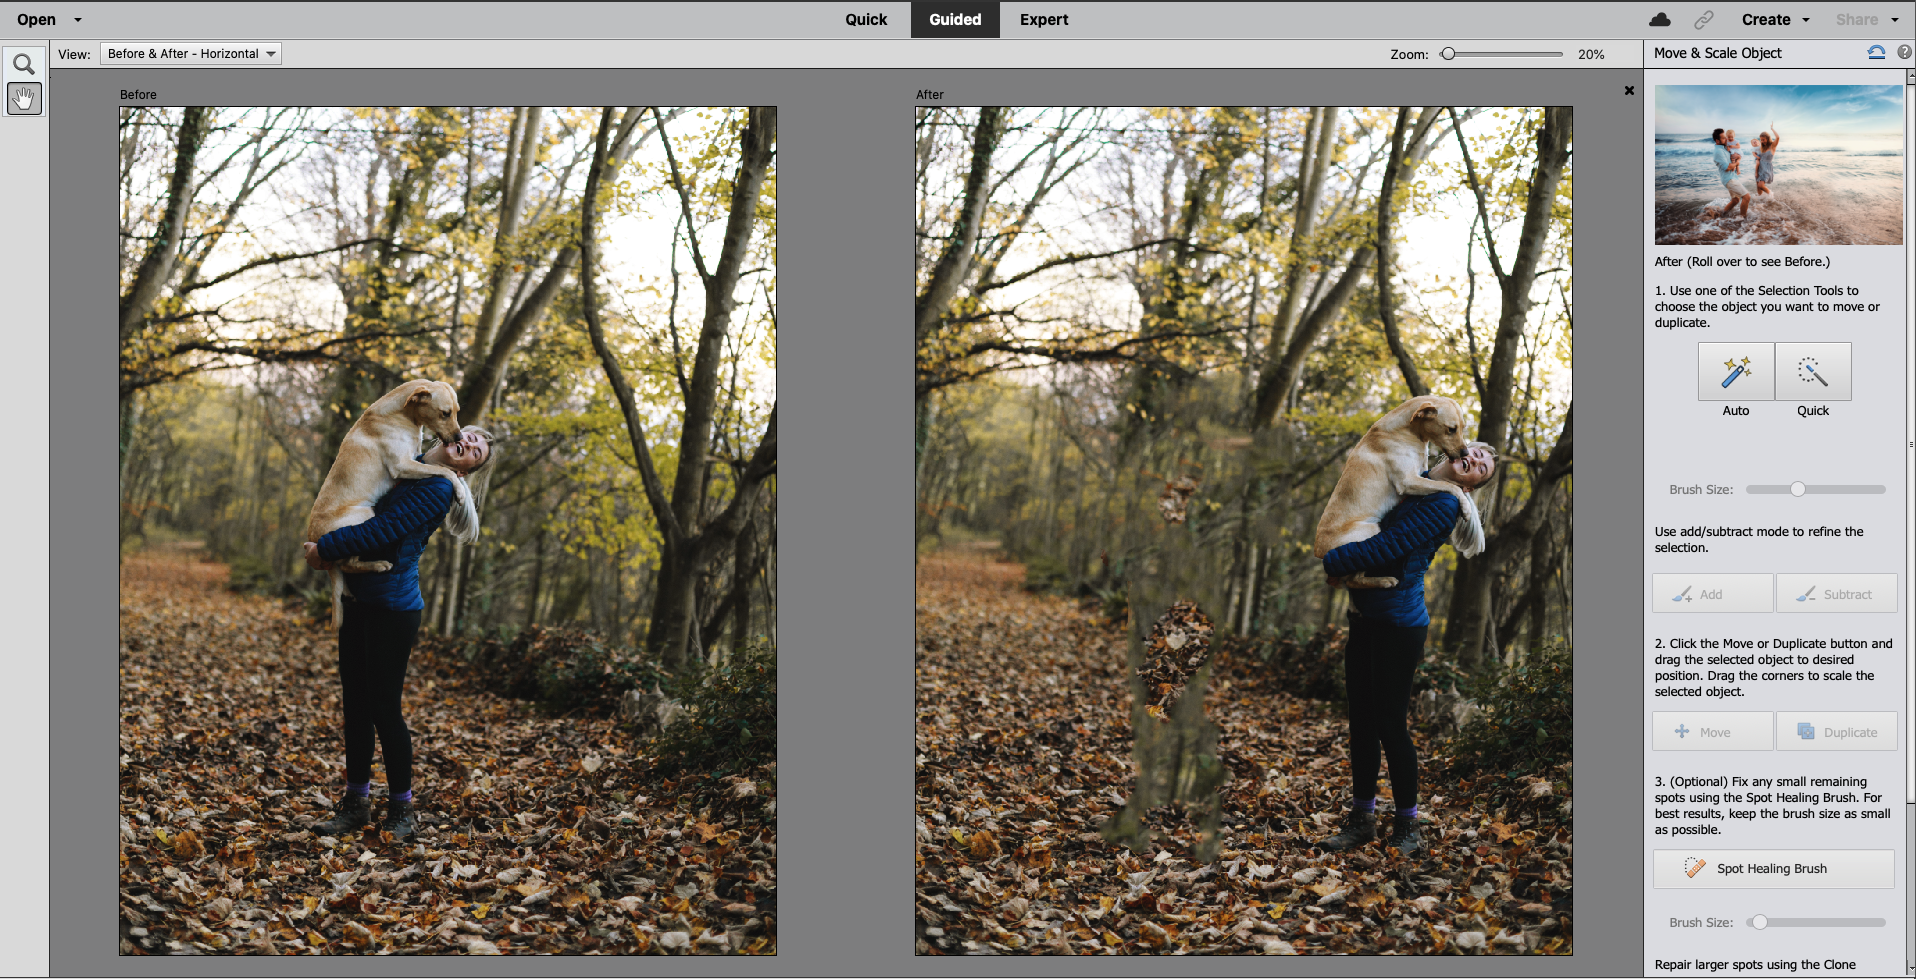 Open
Quick
Guided
Expert
Create
Share
View:
Before & After - Horizontal
Zoom:
20%
Move & Scale Object
Before
After
After (Roll over to see Before.)
1. Use one of the Selection Tools to
choose the object you want to move or
duplicate.
Auto
Quick
Brush Size:
Use add/subtract mode to refine the
selection.
Add
Subtract
2. Click the Move or Duplicate button and
drag the selected object to desired
position. Drag the corners to scale the
selected object.
Move
Duplicate
3. (Optional) Fix any small remaining
spots using the Spot Healing Brush. For
best results, keep the brush size as small
as possible.
Spot Healing Brush
Brush Size:
Repair larger spots using the Clone